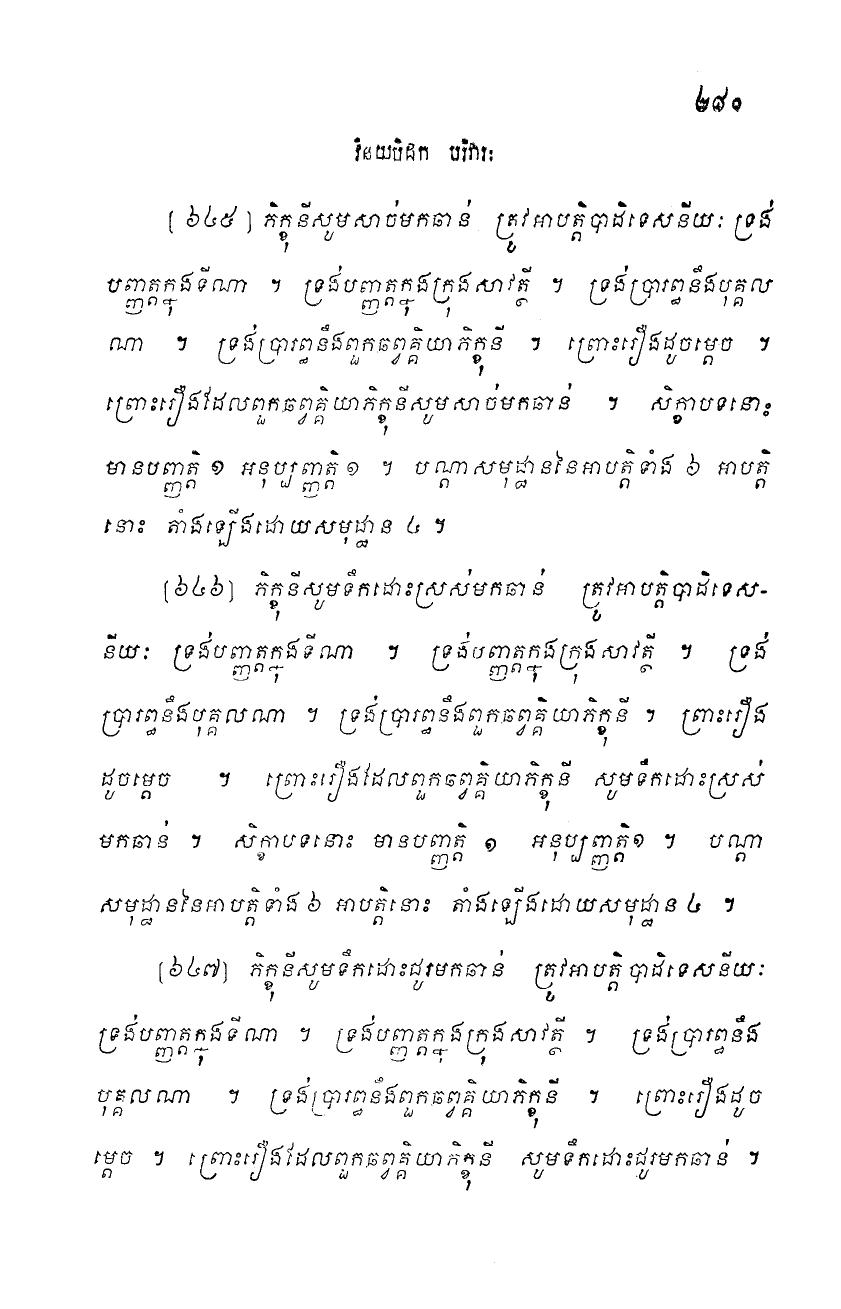 ២៨១
វិនយបិដក បរិវារៈ
[៦៤៥] ភិក្ខុនីសូមសាច់មកឆាន់ ត្រូវអាបត្តិបាដិទេសនីយៈ ទ្រង់
បញ្ញត្តក្នុងទីណា ។ ទ្រង់បញ្ញត្តក្នុងក្រុងសាវត្ថី ។ ទ្រង់ប្រារព្ធនឹងបុគ្គល
ណា ។ ទ្រង់ប្រារព្ធនឹងពួកឆព្វគ្គិយាភិក្ខុនី ។ ព្រោះរឿងដូចម្តេច ។
ព្រោះរឿងដែលពួកឆព្វគ្គិយាភិក្ខុនីសូមសាច់មកឆាន់ ។ សិក្ខាបទនោះ
មានបញ្ញត្តិ ១ អនុប្បញ្ញត្តិ ១ ។ បណ្តាសមុដ្ឋាននៃអាបត្តិទាំង ៦ អាបត្តិ
នោះ តាំងឡើងដោយសមុដ្ឋាន ៤ ។
[៦៤៦] ភិក្ខុនីសូមទឹកដោះស្រស់មកឆាន់ ត្រូវអាបត្តិបាដិទេស-
នីយៈ ទ្រង់បញ្ញត្តក្នុងទីណា ។ ទ្រង់បញ្ញត្តក្នុងក្រុងសាវត្ថី ។ ទ្រង់
ប្រារព្ធនឹងបុគ្គលណា ។ ទ្រង់ប្រារព្ធនឹងពួកឆព្វគ្គិយាភិក្ខុនី ។ ព្រោះរឿង
ដូចម្តេច ។ ព្រោះរឿងដែលពួកឆព្វគ្គិយាភិក្ខុនី សូមទឹកដោះស្រស់
មកឆាន់ ។ សិក្ខាបទនោះ មានបញ្ញត្តិ ១ អនុប្បញ្ញត្តិ១ ។ បណ្តា
សមុដ្ឋាននៃអាបត្តិទាំង ៦ អាបត្តិនោះ តាំងឡើងដោយសមុដ្ឋាន ៤ ។
[៦៤៧] ភិក្ខុនីសូមទឹកដោះជូរមកឆាន់ ត្រូវអាបត្តិបាដិទេសនីយៈ
ទ្រង់បញ្ញត្តក្នុងទីណា ។ ទ្រង់បញ្ញត្តក្នុងក្រុងសាវត្ថី ។ ទ្រង់ប្រារព្ធនឹង
បុគ្គលណា ។ ទ្រង់ប្រារព្ធនឹងពួកឆព្វគ្គិយាភិក្ខុនី ។ ព្រោះរឿងដូច
ម្តេច ។ ព្រោះរឿងដែលពួកឆព្វគ្គិយាភិក្ខុនី សូមទឹកដោះជូរមកឆាន់ ។